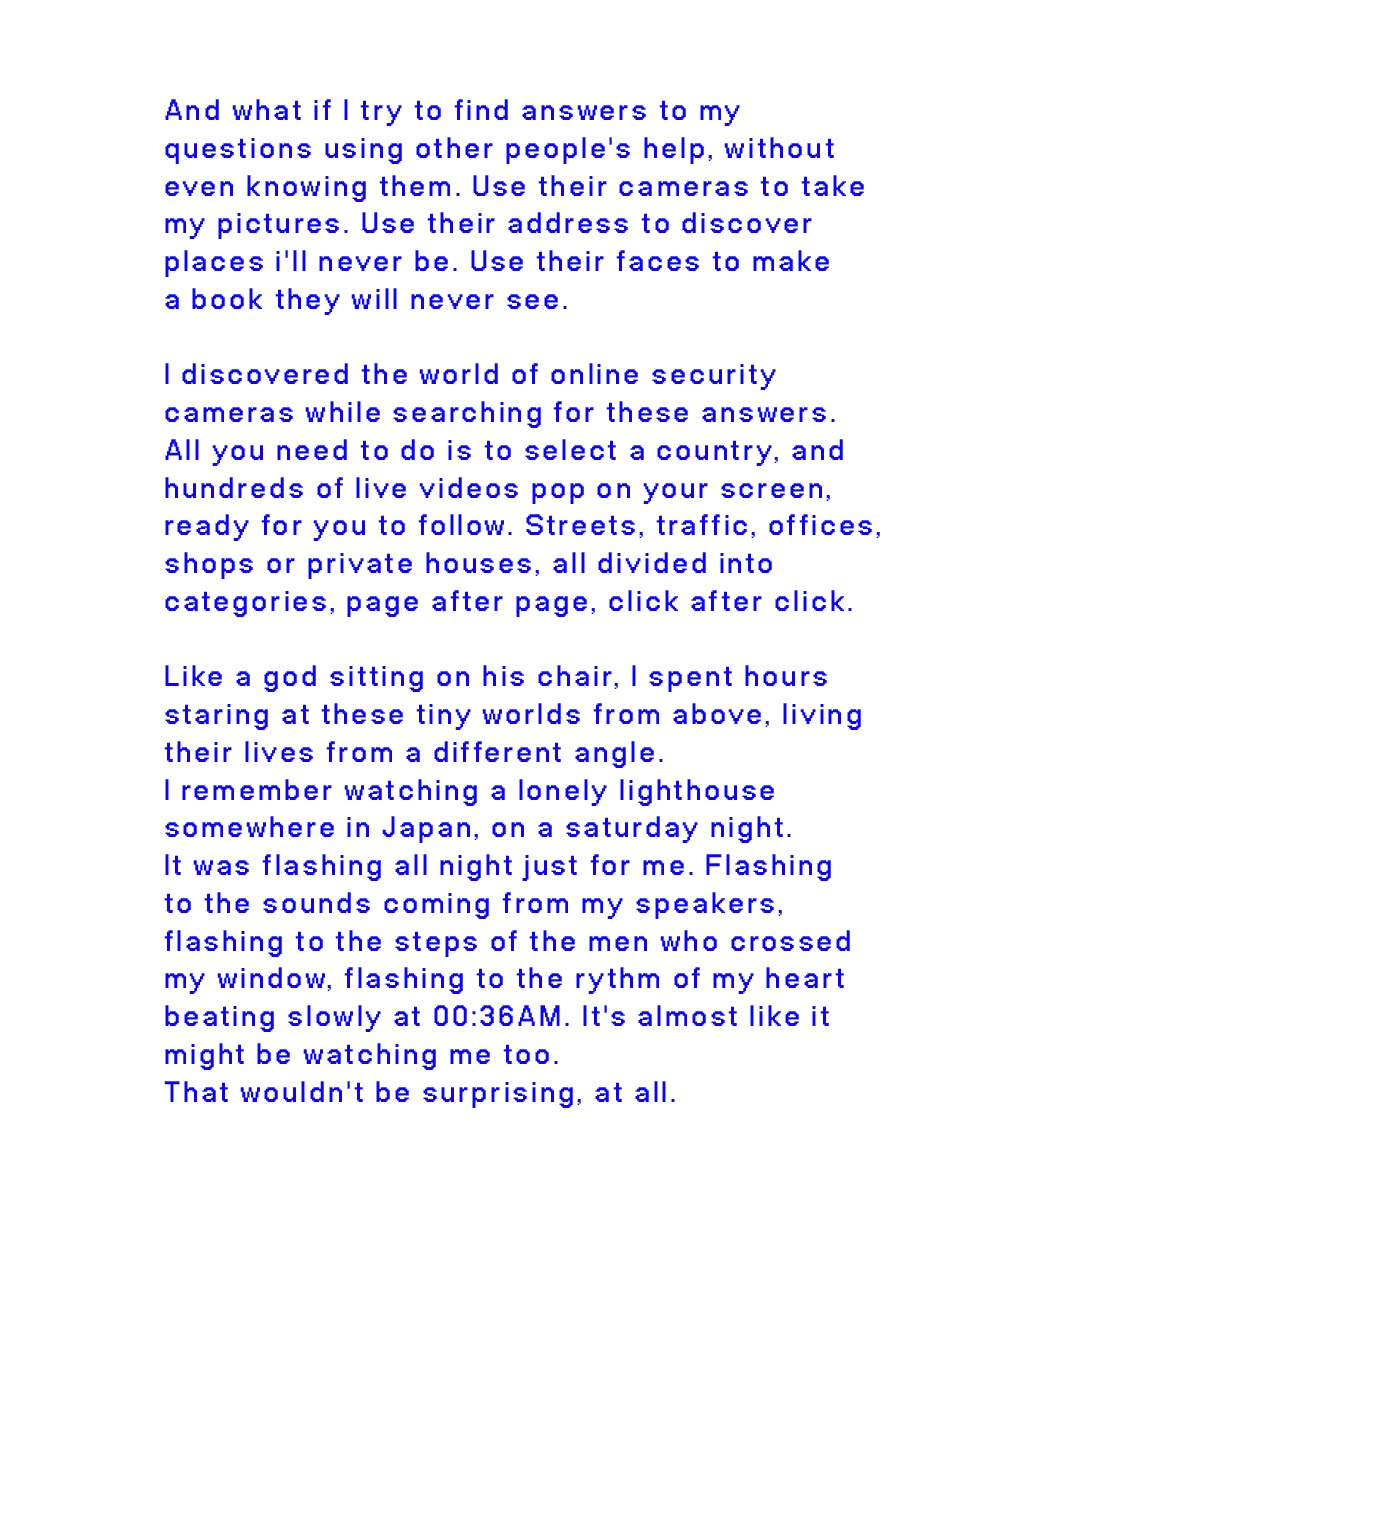 And what if I try to find answers to my
questions using other people's help, without
even knowing them. Use their cameras to take
my pictures. Use their address to discover
places i'll never be. Use their faces to make
a book they will never see.
I discovered the world of online security
cameras while searching for these answers.
All you need to do is to select a country, and
hundreds of live videos pop on your screen,
ready for you to follow. Streets, traffic, offices,
shops or private houses, all divided into
categories, page after page, click after click.
Like a god sitting on his chair, I spent hours
staring at these tiny worlds from above, living
their lives from a different angle.
I remember watching a lonely lighthouse
somewhere in Japan, on a saturday night.
It was flashing all night just for me. Flashing
to the sounds coming from my speakers,
flashing to the steps of the men who crossed
my window, flashing to the rythm of my heart
beating slowly at 00:36AM. It's almost like it
might be watching me too.
That wouldn't be surprising, at all.